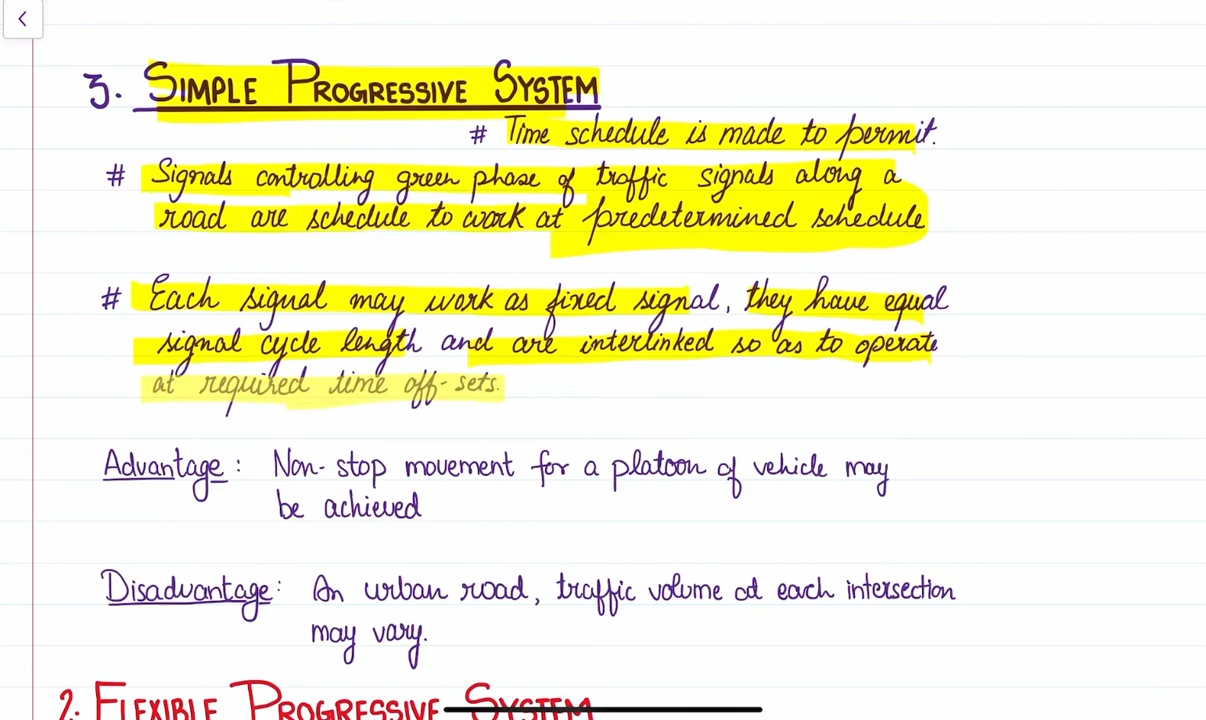 3. SIMPLE PROGRESSIVE SYSTEM
# Time schedule is made to permit.
# Signals controlling green phase of traffic signals along a
road are schedule to work at predetermined schedule
# Each signal may work as fixed signal, they have equal
signal cycle length and are interlinked so as to operate
at required time off-sets.
Advantage: Non-stop movement for a platoon of vehicle may
be achieved
Disadvantage: An urban road, traffic volume at each intersection
may vary.
2. FLEXIBLE PROGRESSIVE SYSTEM